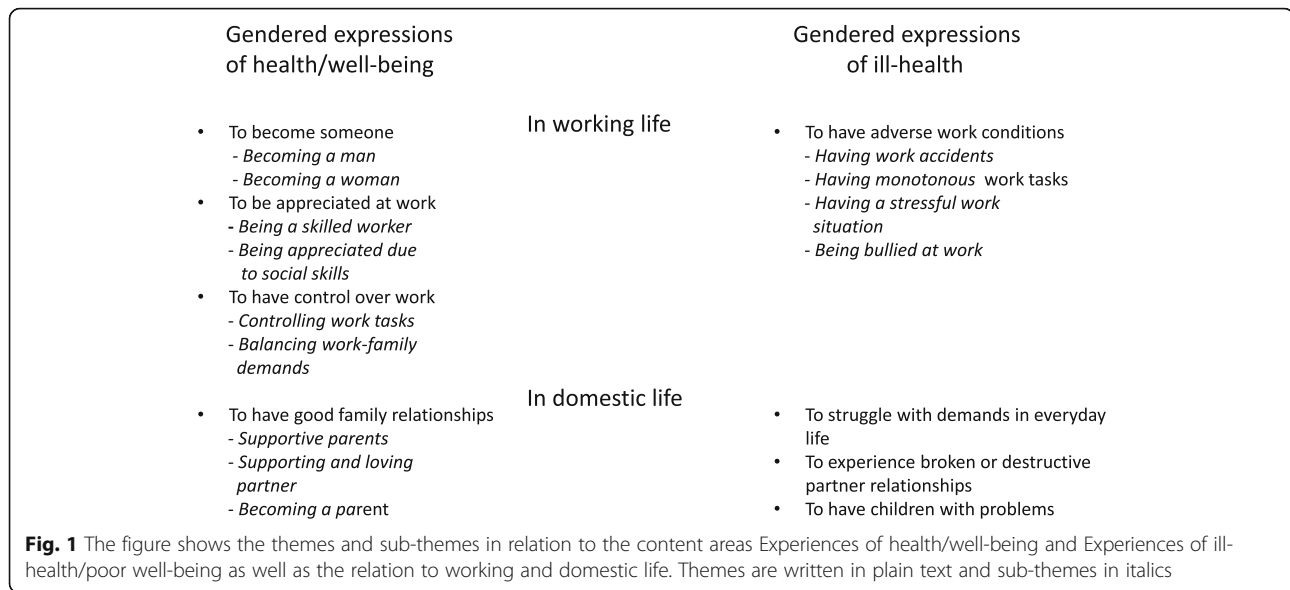 Gendered expressions
of health/well-being
Gendered expressions
of ill-health
In working life
• To become someone
- Becoming a man
- Becoming a woman
• To be appreciated at work
- Being a skilled worker
- Being appreciated due
to social skills
• To have control over work
- Controlling work tasks
- Balancing work-family
demands
• To have adverse work conditions
- Having work accidents
- Having monotonous work tasks
- Having a stressful work
situation
- Being bullied at work
In domestic life
• To have good family relationships
- Supportive parents
- Supporting and loving
partner
- Becoming a parent
• To struggle with demands in everyday
life
• To experience broken or destructive
partner relationships
• To have children with problems
Fig. 1 The figure shows the themes and sub-themes in relation to the content areas Experiences of health/well-being and Experiences of ill-
health/poor well-being as well as the relation to working and domestic life. Themes are written in plain text and sub-themes in italics